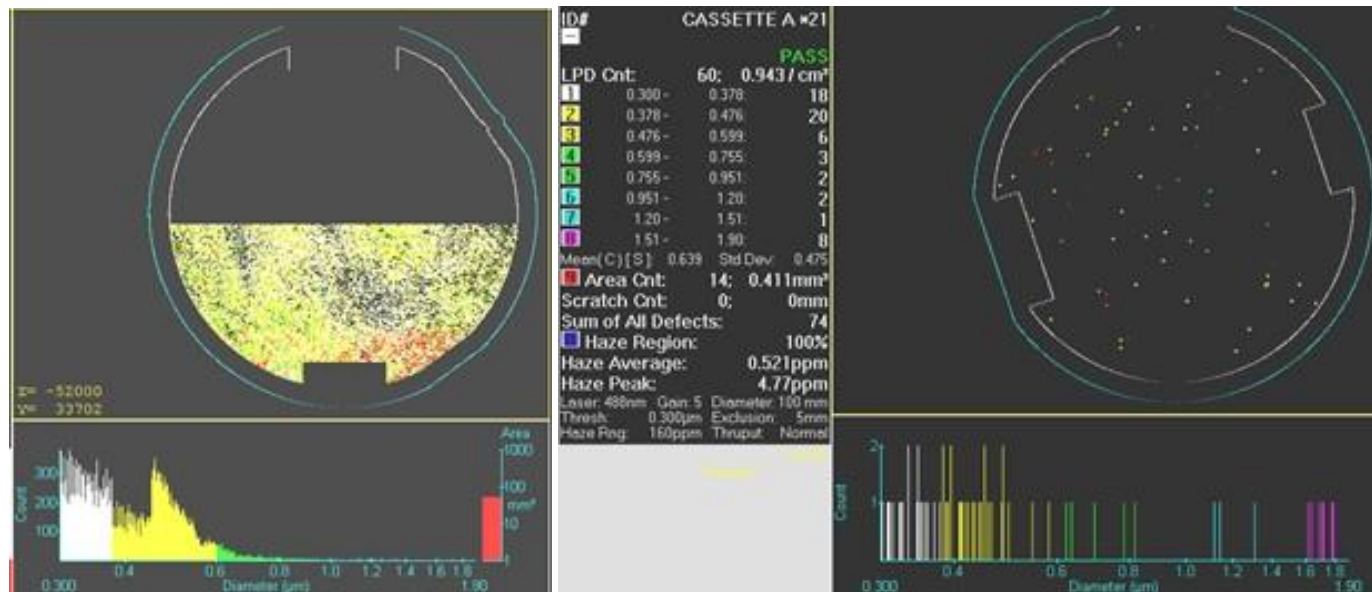 X= -52000
Y= 33702
Area
1000
100
mm²
10
1
Count
300
200
100
0.4 0.6 0.8 1.0 1.2 1.4 1.6 1.8
0.300 Diameter (µm) 1.90
ID# CASSETTE A *21
PASS
LPD Cnt: 60; 0.943 / cm²
1 0.300 - 0.378: 18
2 0.378 - 0.476: 20
3 0.476 - 0.599: 6
4 0.599 - 0.755: 3
5 0.755 - 0.951: 2
6 0.951 - 1.20: 2
7 1.20 - 1.51: 1
8 1.51 - 1.90: 8
Mean( C ) [ S ]: 0.639 Std Dev: 0.475
9 Area Cnt: 14; 0.411mm²
Scratch Cnt: 0; 0mm
Sum of All Defects: 74
Haze Region: 100%
Haze Average: 0.521ppm
Haze Peak: 4.77ppm
Laser: 488nm Gain: 5 Diameter: 100 mm
Thresh: 0.300µm Exclusion: 5mm
Haze Rng: 160ppm Thruput: Normal
2
1
Count
0.4 0.6 0.8 1.0 1.2 1.4 1.6 1.8
0.300 Diameter (µm) 1.90